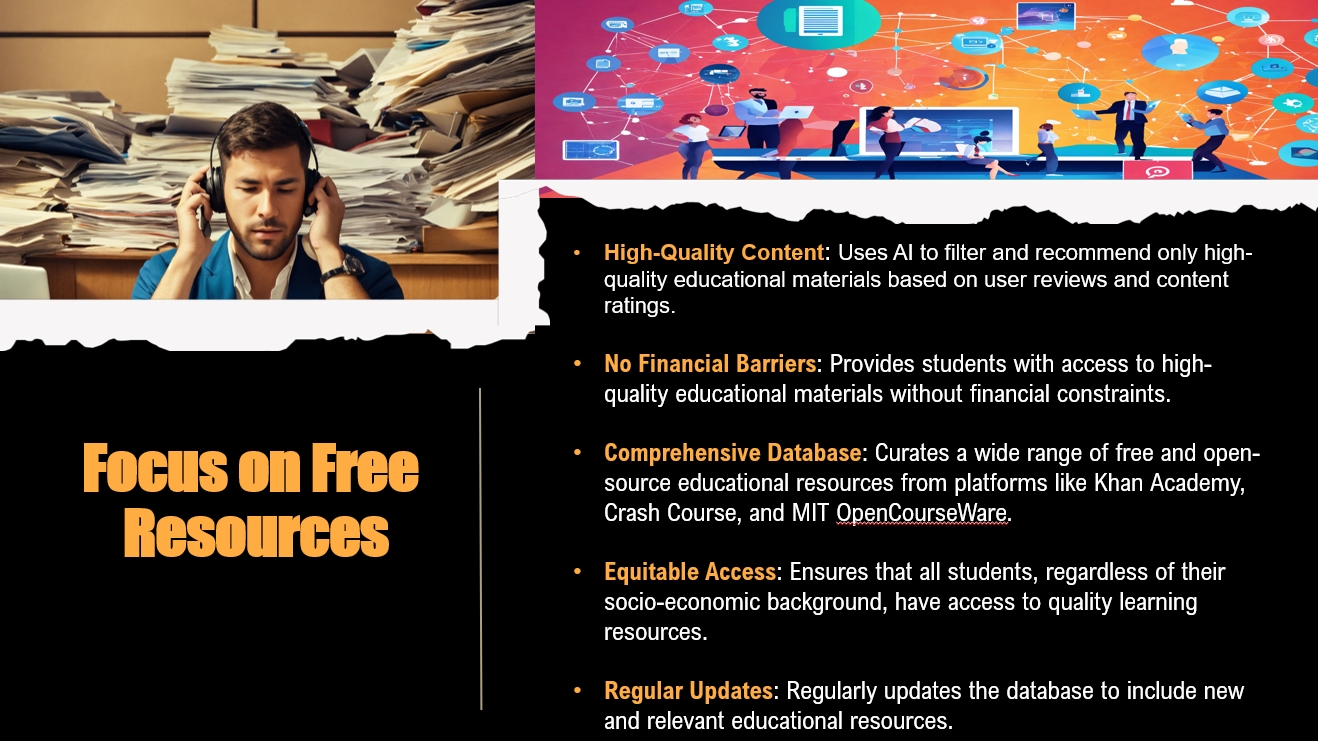 Focus on Free
Resources
• High-Quality Content: Uses AI to filter and recommend only high-
quality educational materials based on user reviews and content
ratings.
• No Financial Barriers: Provides students with access to high-
quality educational materials without financial constraints.
• Comprehensive Database: Curates a wide range of free and open-
source educational resources from platforms like Khan Academy,
Crash Course, and MIT OpenCourseWare.
• Equitable Access: Ensures that all students, regardless of their
socio-economic background, have access to quality learning
resources.
• Regular Updates: Regularly updates the database to include new
and relevant educational resources.